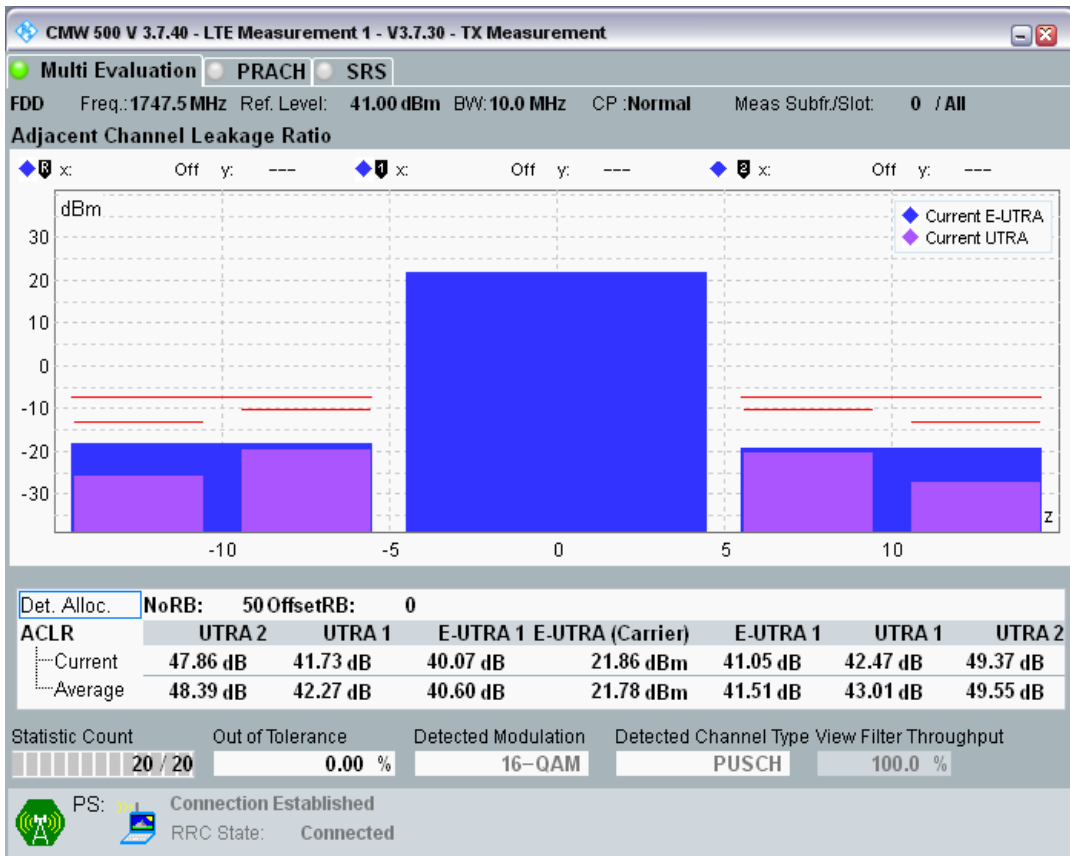 CMW 500 V 3.7.40 - LTE Measurement 1 - V3.7.30 - TX Measurement
Multi Evaluation PRACH SRS
FDD Freq.:1747.5 MHz Ref. Level: 41.00 dBm BW:10.0 MHz CP :Normal Meas Subfr./Slot: 0 / All
Adjacent Channel Leakage Ratio
R x: Off y: --- 1 x: Off y: --- 2 x: Off y: ---
dBm
Current E-UTRA
Current UTRA
30
20
10
0
-10
-20
-30
z
-10 -5 0 5 10
Det. Alloc. NoRB: 50 OffsetRB: 0
ACLR UTRA 2 UTRA 1 E-UTRA 1 E-UTRA (Carrier) E-UTRA 1 UTRA 1 UTRA 2
Current 47.86 dB 41.73 dB 40.07 dB 21.86 dBm 41.05 dB 42.47 dB 49.37 dB
Average 48.39 dB 42.27 dB 40.60 dB 21.78 dBm 41.51 dB 43.01 dB 49.55 dB
Statistic Count Out of Tolerance Detected Modulation Detected Channel Type View Filter Throughput
20 / 20 0.00 % 16-QAM PUSCH 100.0 %
PS: Connection Established
RRC State: Connected